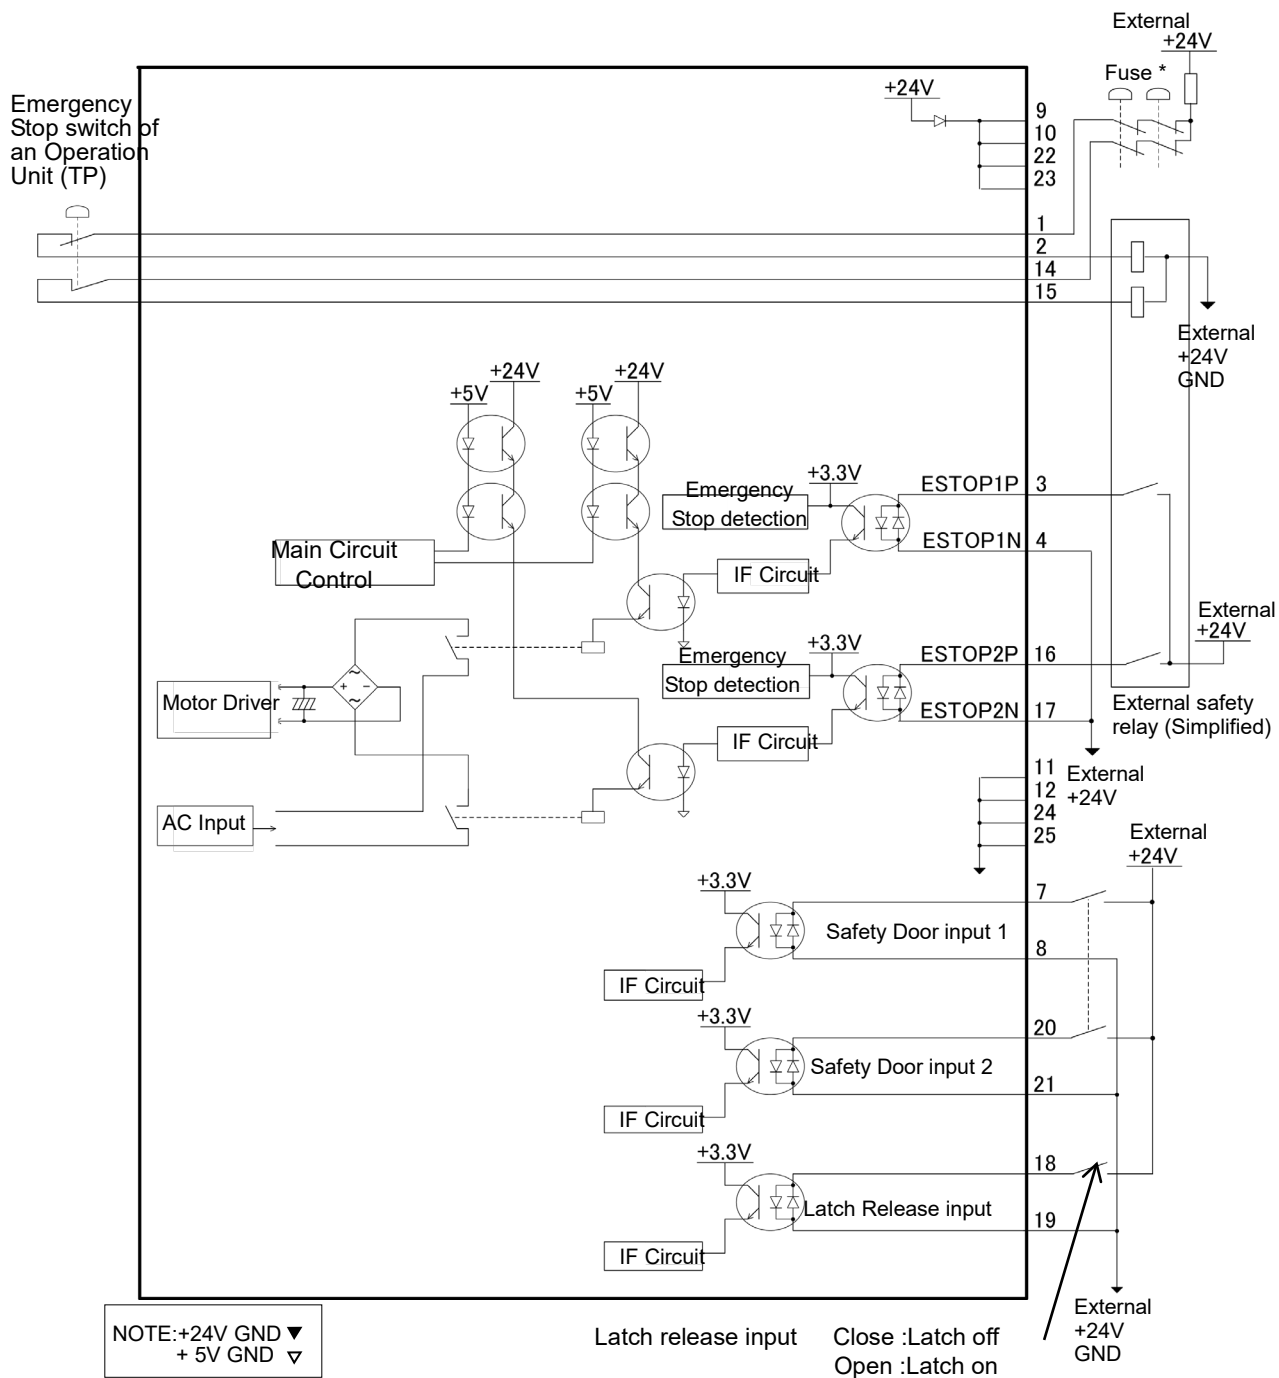 External
+24V
Fuse *
Emergency
Stop switch of
an Operation
Unit (TP)
+24V
9
10
22
23
1
2
14
15
External
+24V
GND
+24V
+5V
+24V
+5V
Main Circuit
Control
Emergency
Stop detection
+3.3V
ESTOP1P
3
ESTOP1N
4
IF Circuit
External
+24V
Emergency
Stop detection
+3.3V
ESTOP2P
16
ESTOP2N
17
IF Circuit
External safety
relay (Simplified)
Motor Driver
~
+ -
~
AC Input
11
12
24
25
External
+24V
External
+24V
+3.3V
7
Safety Door input 1
8
IF Circuit
+3.3V
20
Safety Door input 2
21
IF Circuit
+3.3V
18
Latch Release input
19
IF Circuit
External
+24V
GND
NOTE:+24V GND ▼
+ 5V GND ▽
Latch release input Close :Latch off
Open :Latch on